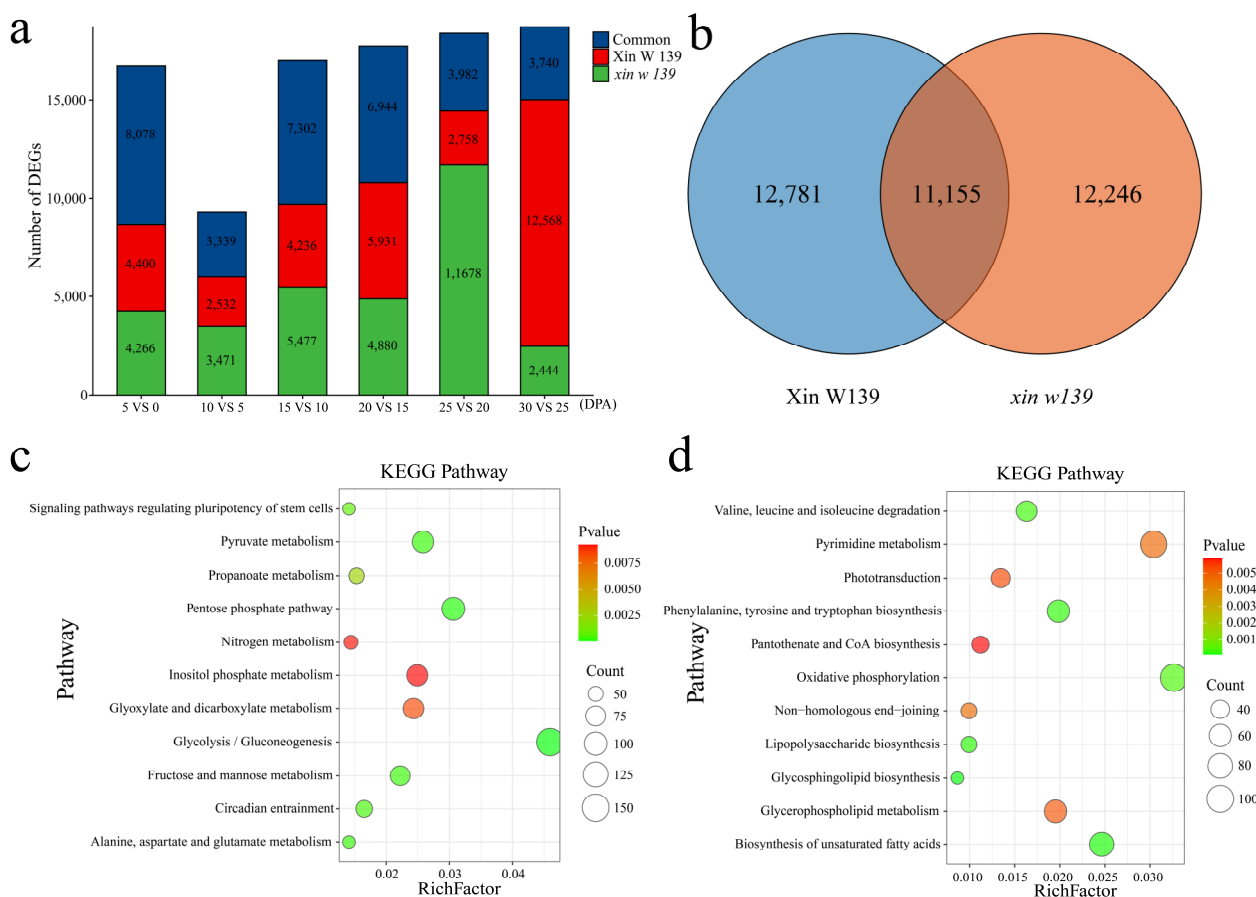 a
Common
Xin W 139
xin w 139
Number of DEGs
15,000
10,000
5,000
0
8,078
4,400
4,266
3,339
2,532
3,471
7,302
4,236
5,477
6,944
5,931
4,880
3,982
2,758
1,1678
3,740
12,568
2,444
5 VS 0
10 VS 5
15 VS 10
20 VS 15
25 VS 20
30 VS 25
(DPA)
b
12,781
11,155
12,246
Xin W139
xin w139
c
KEGG Pathway
Pathway
Signaling pathways regulating pluripotency of stem cells
Pyruvate metabolism
Propanoate metabolism
Pentose phosphate pathway
Nitrogen metabolism
Inositol phosphate metabolism
Glyoxylate and dicarboxylate metabolism
Glycolysis / Gluconeogenesis
Fructose and mannose metabolism
Circadian entrainment
Alanine, aspartate and glutamate metabolism
0.02
0.03
0.04
RichFactor
Pvalue
0.0075
0.0050
0.0025
Count
50
75
100
125
150
d
KEGG Pathway
Pathway
Valine, leucine and isoleucine degradation
Pyrimidine metabolism
Phototransduction
Phenylalanine, tyrosine and tryptophan biosynthesis
Pantothenate and CoA biosynthesis
Oxidative phosphorylation
Non−homologous end−joining
Lipopolysaccharide biosynthesis
Glycosphingolipid biosynthesis
Glycerophospholipid metabolism
Biosynthesis of unsaturated fatty acids
0.010
0.015
0.020
0.025
0.030
RichFactor
Pvalue
0.005
0.004
0.003
0.002
0.001
Count
40
60
80
100